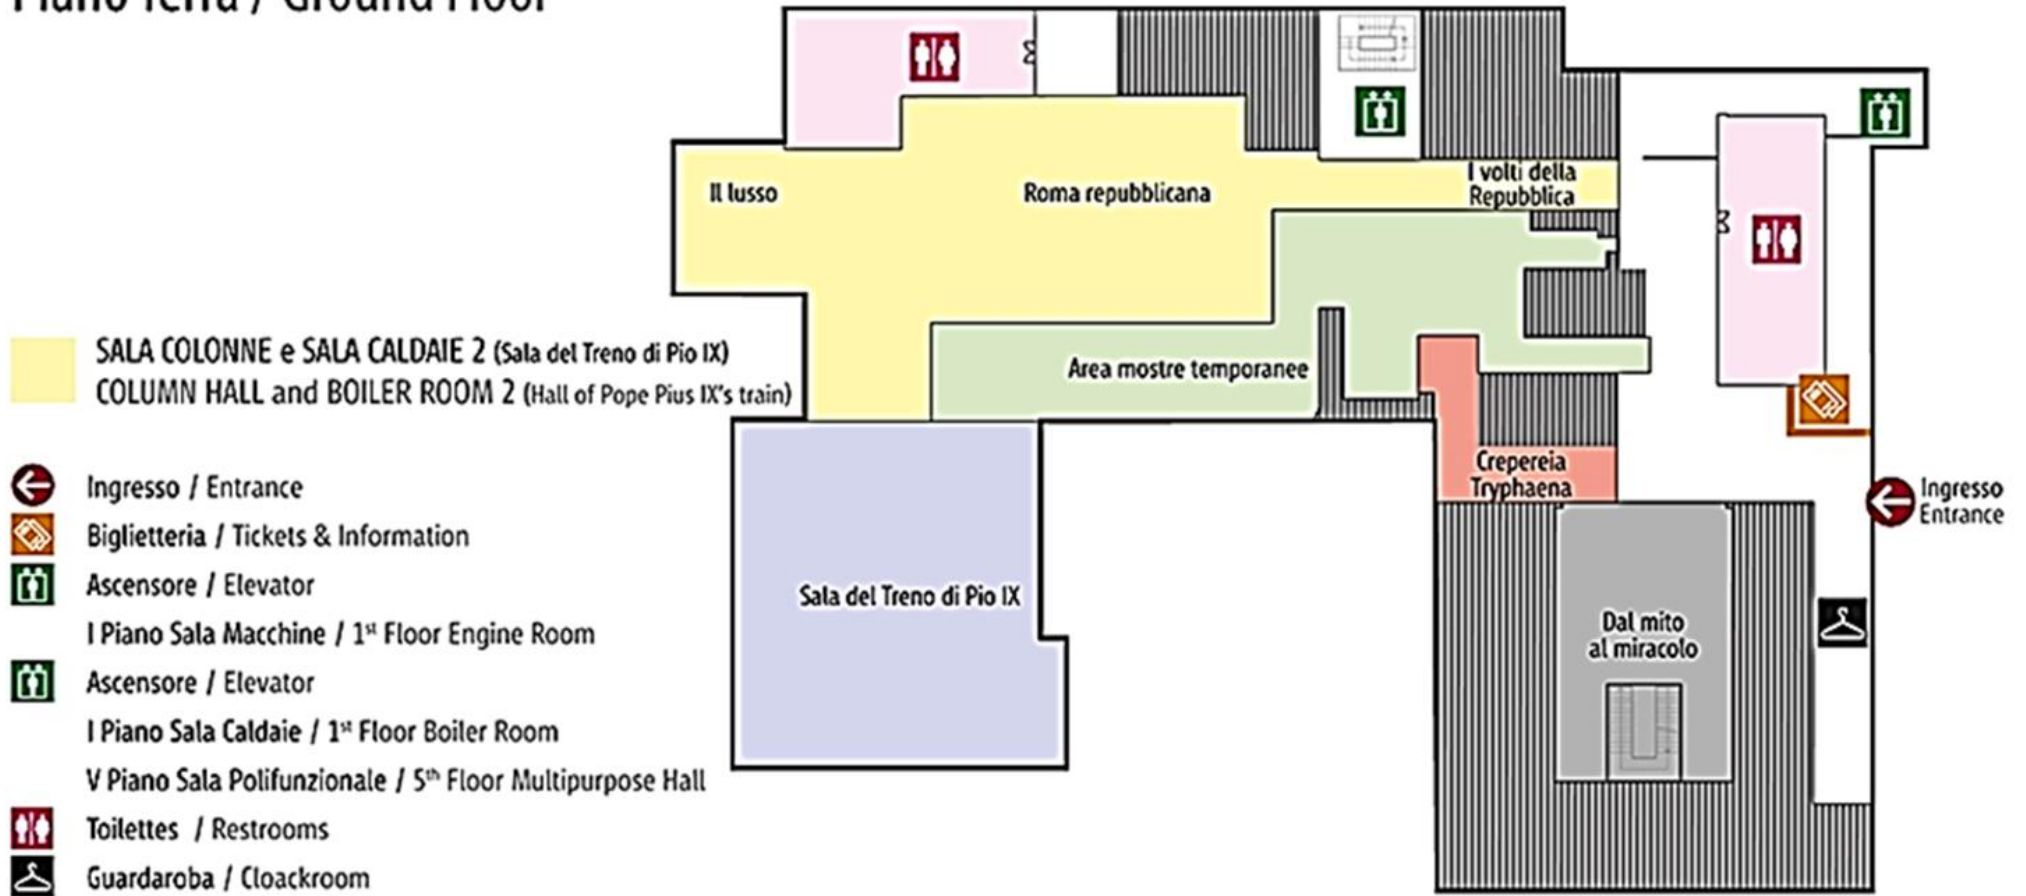 Piano Terra / Ground Floor
Il lusso
Roma repubblicana
I volti della
Repubblica
Area mostre temporanee
Crepereia
Tryphaena
Sala del Treno di Pio IX
Dal mito
al miracolo
Ingresso
Entrance
SALA COLONNE e SALA CALDAIE 2 (Sala del Treno di Pio IX)
COLUMN HALL and BOILER ROOM 2 (Hall of Pope Pius IX's train)
Ingresso / Entrance
Biglietteria / Tickets & Information
Ascensore / Elevator
I Piano Sala Macchine / 1st Floor Engine Room
Ascensore / Elevator
I Piano Sala Caldaie / 1st Floor Boiler Room
V Piano Sala Polifunzionale / 5th Floor Multipurpose Hall
Toilettes / Restrooms
Guardaroba / Cloackroom